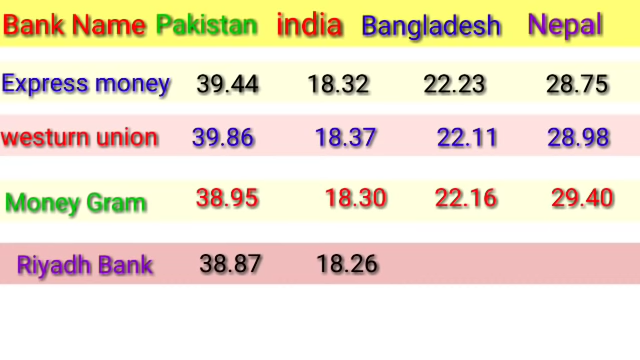 Bank Name Pakistan india Bangladesh Nepal
Express money 39.44 18.32 22.23 28.75
westurn union 39.86 18.37 22.11 28.98
Money Gram 38.95 18.30 22.16 29.40
Riyadh Bank 38.87 18.26